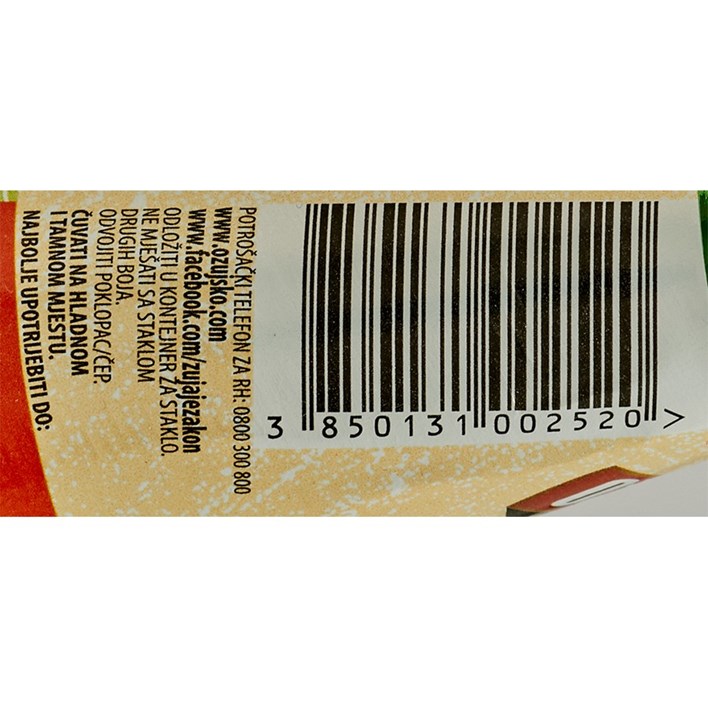 POTROŠAČKI TELEFON ZA RH: 0800 300 800
www.ozujsko.com
www.facebook.com/zujajezakon
ODLOŽITI U KONTEJNER ZA STAKLO.
NE MJEŠATI SA STAKLOM
DRUGIH BOJA.
ODVOJITI POKLOPAC/ČEP.
ČUVATI NA HLADNOM
I TAMNOM MJESTU.
NAJBOLJE UPOTRIJEBITI DO:
3 850131 002520 >